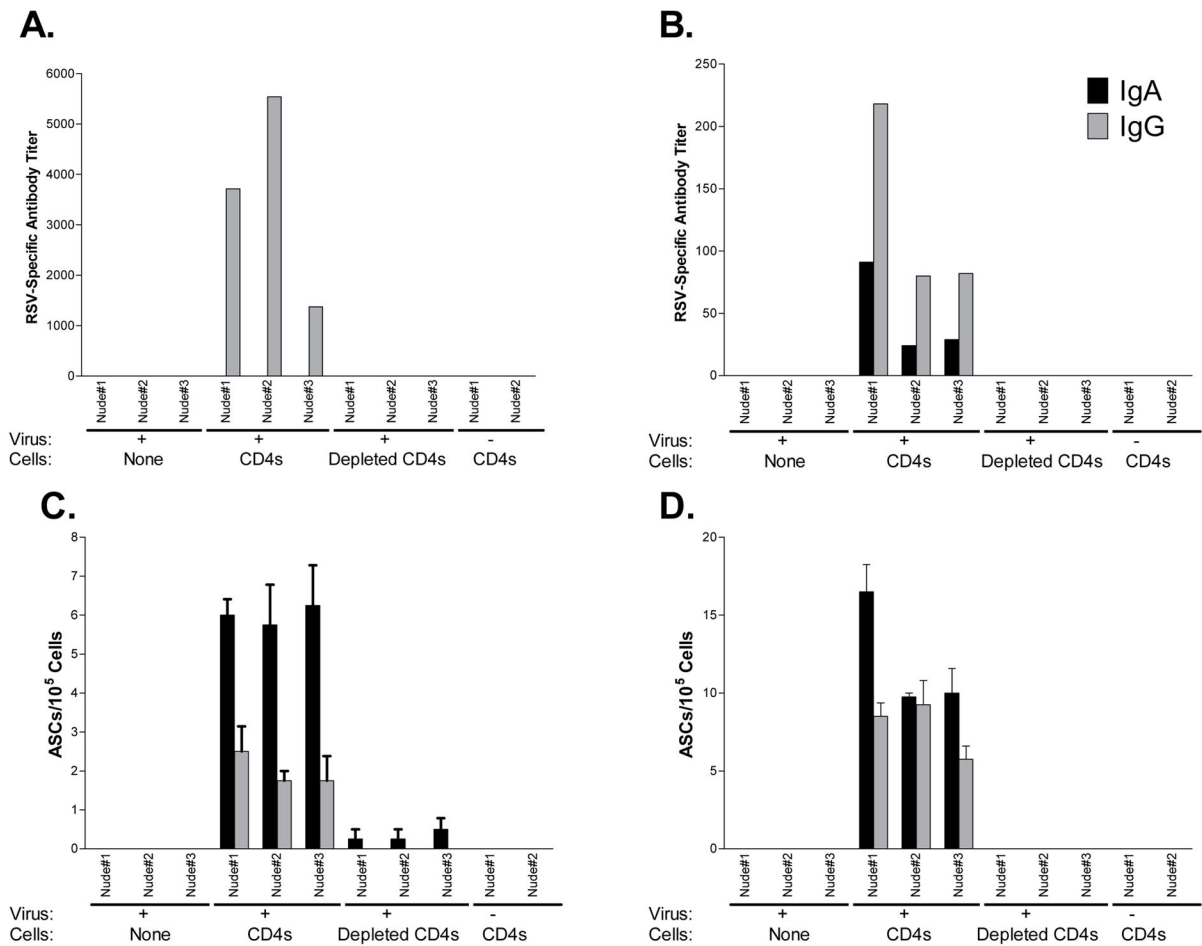 A.
RSV-Specific Antibody Titer
6000
5000
4000
3000
2000
1000
0
Nude#1
Nude#2
Nude#3
Nude#1
Nude#2
Nude#3
Nude#1
Nude#2
Nude#3
Nude#1
Nude#2
Virus: + + + -
Cells: None CD4s Depleted CD4s CD4s
B.
RSV-Specific Antibody Titer
250
200
150
100
50
0
IgA
IgG
Nude#1
Nude#2
Nude#3
Nude#1
Nude#2
Nude#3
Nude#1
Nude#2
Nude#3
Nude#1
Nude#2
Virus: + + + -
Cells: None CD4s Depleted CD4s CD4s
C.
ASCs/10⁵ Cells
8
7
6
5
4
3
2
1
0
Nude#1
Nude#2
Nude#3
Nude#1
Nude#2
Nude#3
Nude#1
Nude#2
Nude#3
Nude#1
Nude#2
Virus: + + + -
Cells: None CD4s Depleted CD4s CD4s
D.
ASCs/10⁵ Cells
20
15
10
5
0
Nude#1
Nude#2
Nude#3
Nude#1
Nude#2
Nude#3
Nude#1
Nude#2
Nude#3
Nude#1
Nude#2
Virus: + + + -
Cells: None CD4s Depleted CD4s CD4s